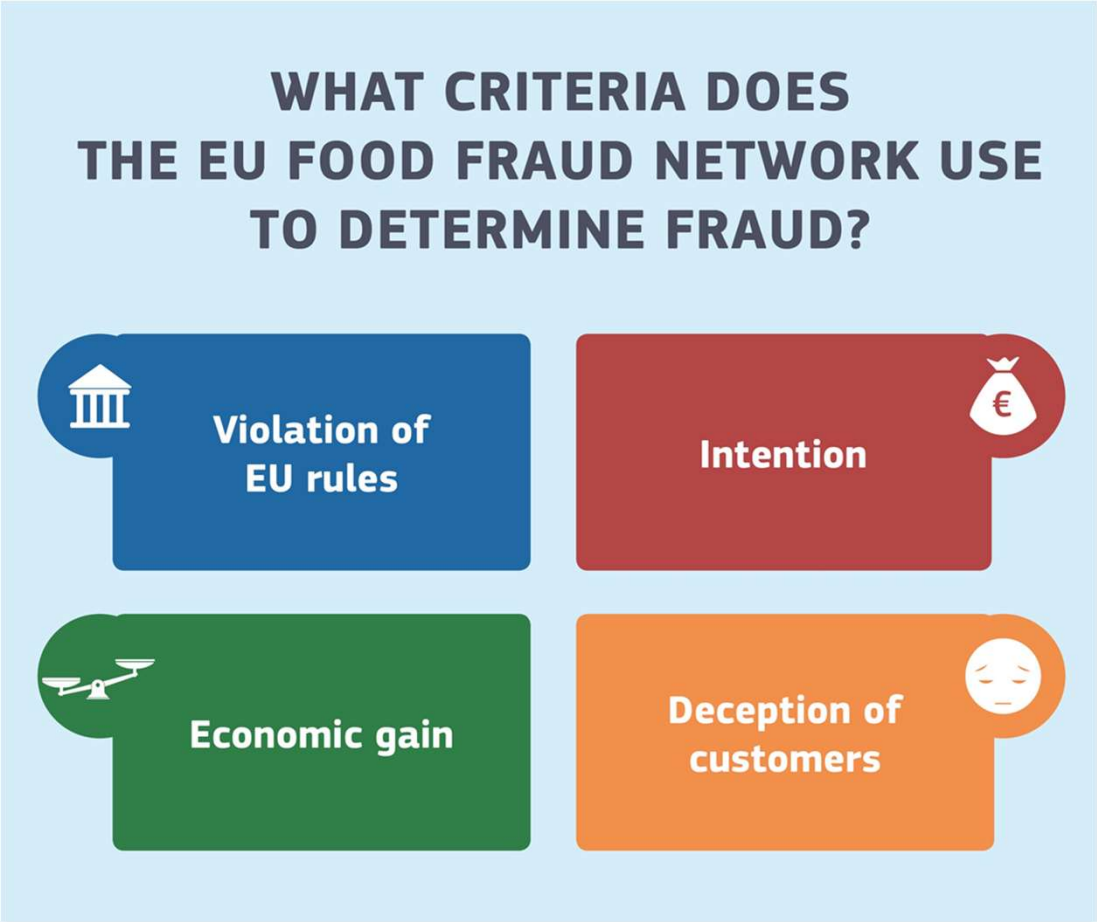 WHAT CRITERIA DOES
THE EU FOOD FRAUD NETWORK USE
TO DETERMINE FRAUD?
Violation of
EU rules
€
Intention
Economic gain
Deception of
customers